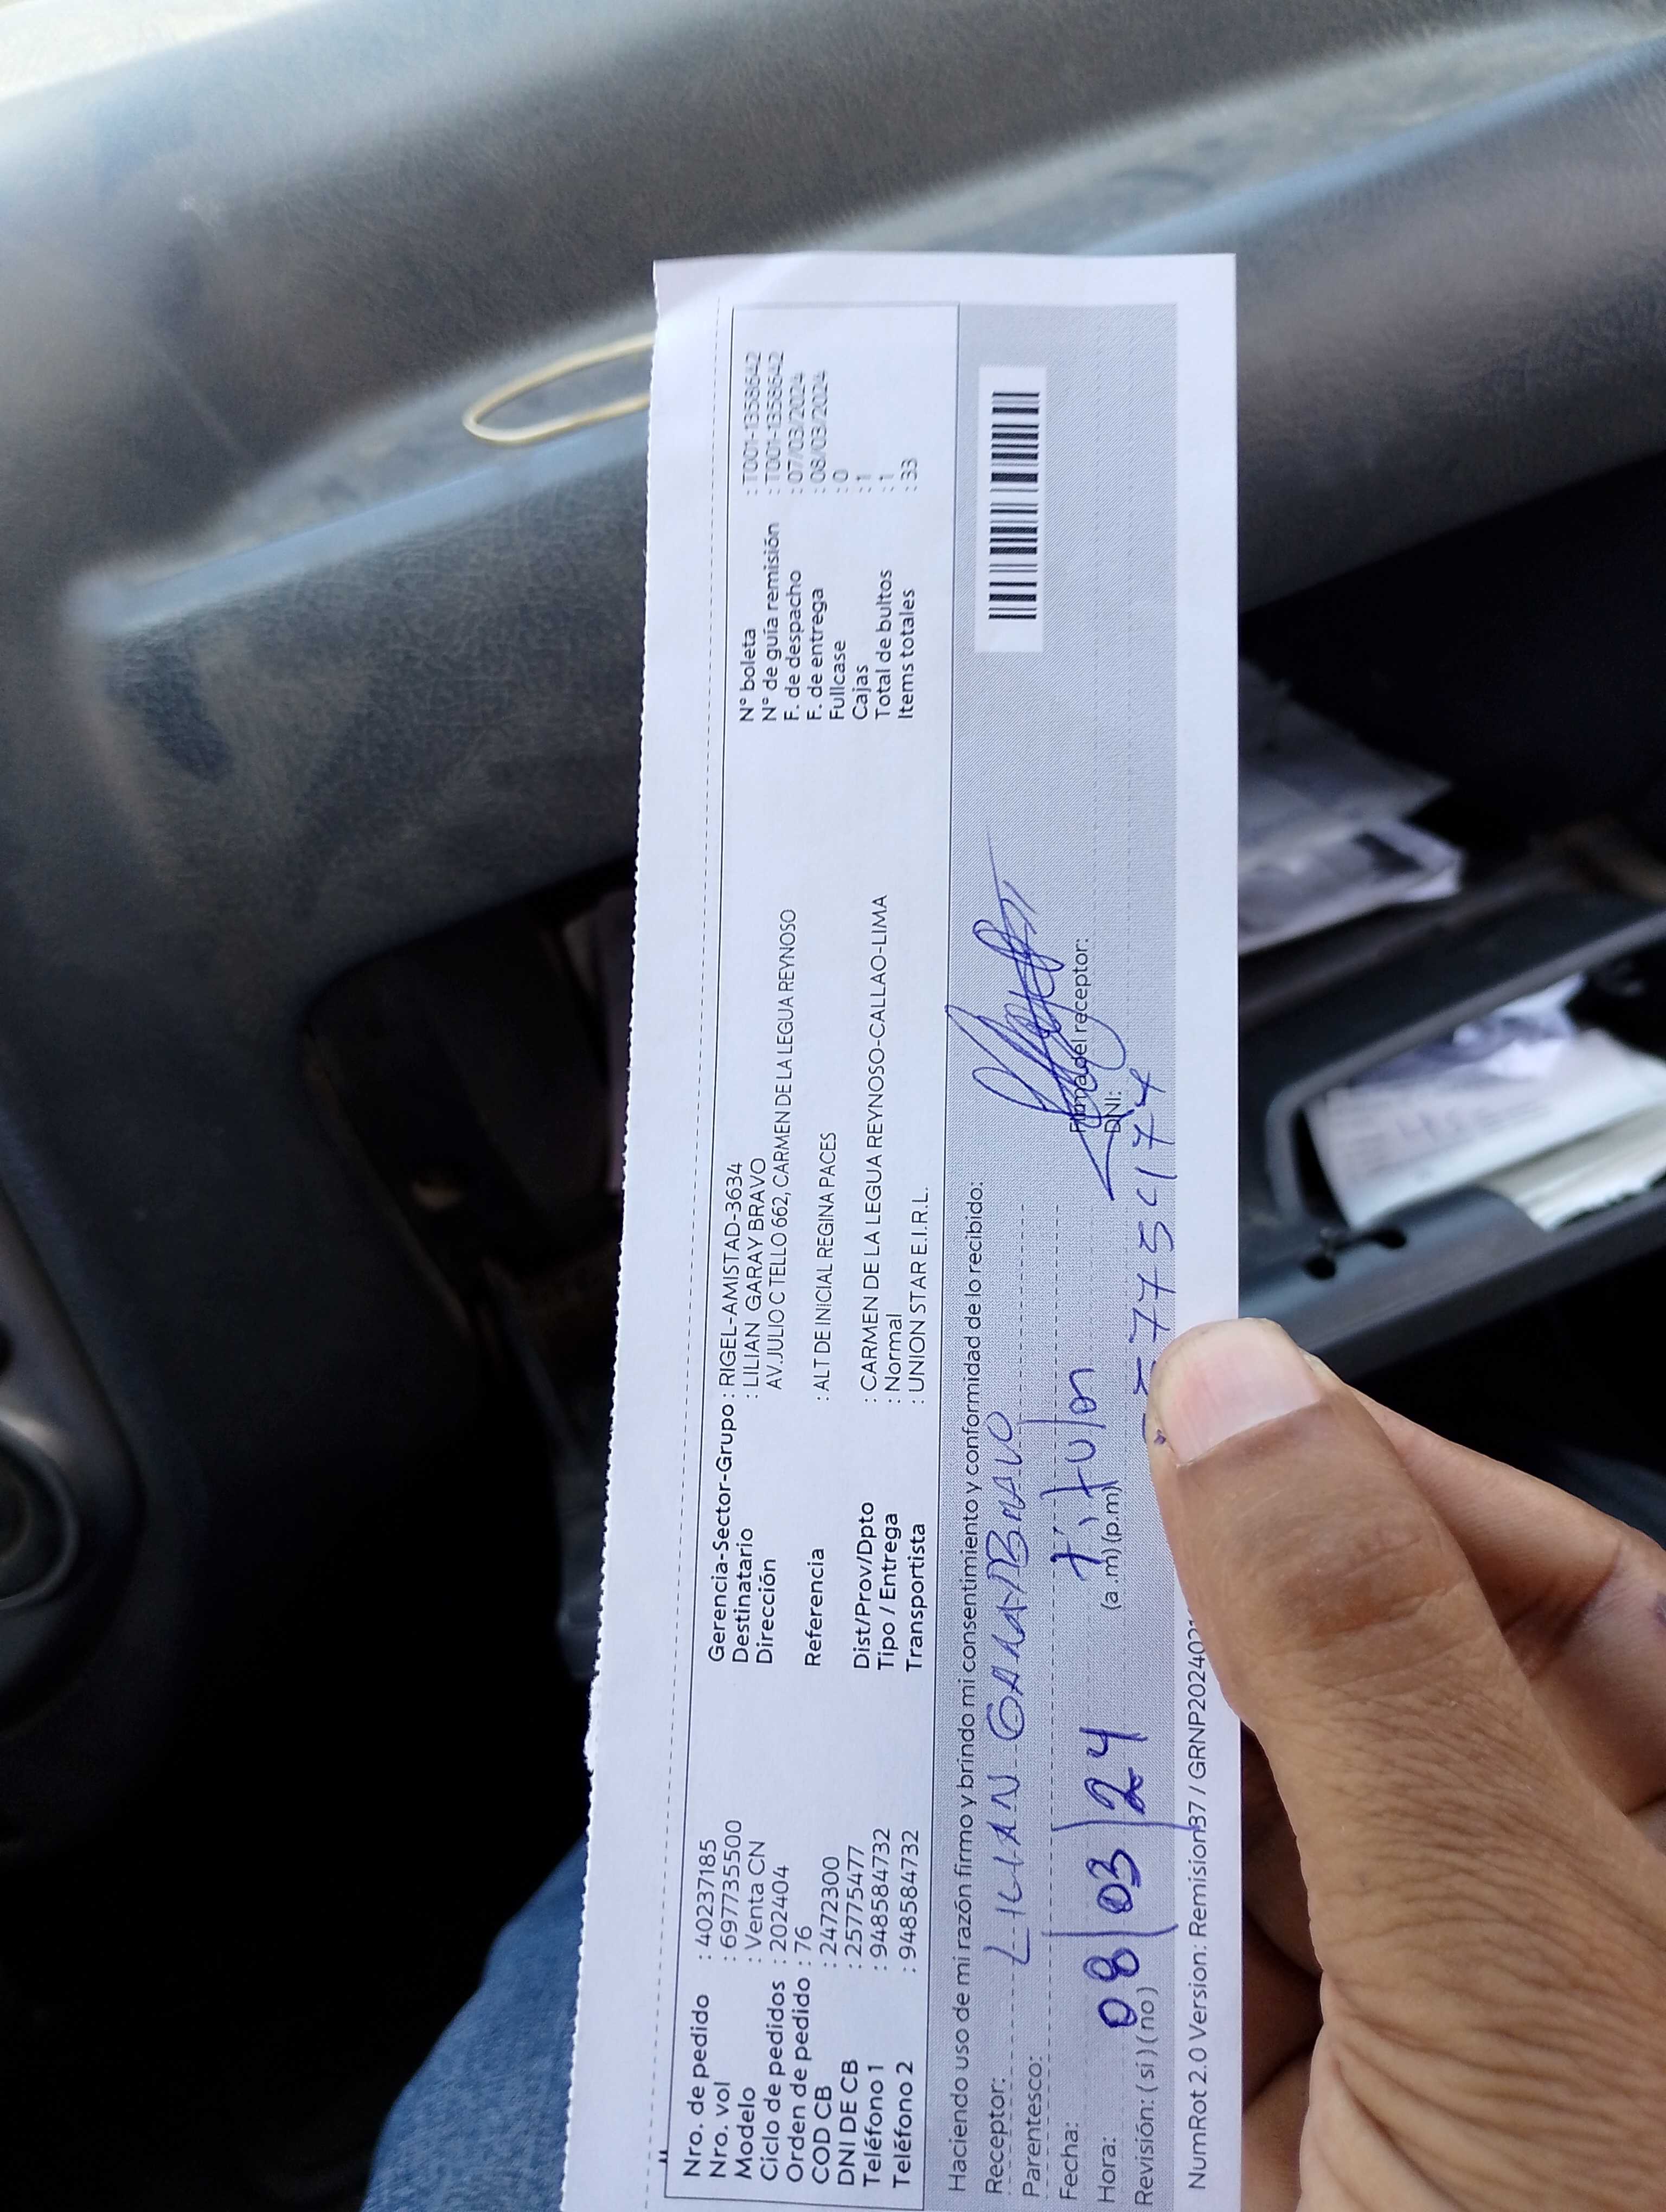 Nro. de pedido : 402237185
Nro. vol : 697735500
Modelo : Venta CN
Ciclo de pedidos : 202404
Orden de pedido : 76
COD CB : 2472300
DNI DE CB : 25775477
Teléfono 1 : 948584732
Teléfono 2 : 948584732
Gerencia-Sector-Grupo : RIGEL-AMISTAD-3634
Destinatario : LILIAN GARAY BRAVO
Dirección AV.JULIO C TELLO 662, CARMEN DE LA LEGUA REYNOSO
Referencia : ALT DE INICIAL REGINA PACES
Dist/Prov/Dpto : CARMEN DE LA LEGUA REYNOSO-CALLAO-LIMA
Tipo / Entrega : Normal
Transportista : UNION STAR E.I.R.L.
N° boleta : T001-1358642
N° de guía remisión : T001-1358642
F. de despacho : 07/03/2024
F. de entrega : 08/03/2024
Fullcase : 0
Cajas : 1
Total de bultos : 1
Items totales : 33
Haciendo uso de mi razón firmo y brindo mi consentimiento y conformidad de lo recibido:
Receptor: LILIAN GARAY BRAVO
Parentesco: Titular
Fecha: 08/03/24
Hora: (a.m) (p.m)
Revisión: (si) (no)
Firma del receptor:
DNI:
NumRot 2.0 Version: Remision37 / GRNP202402